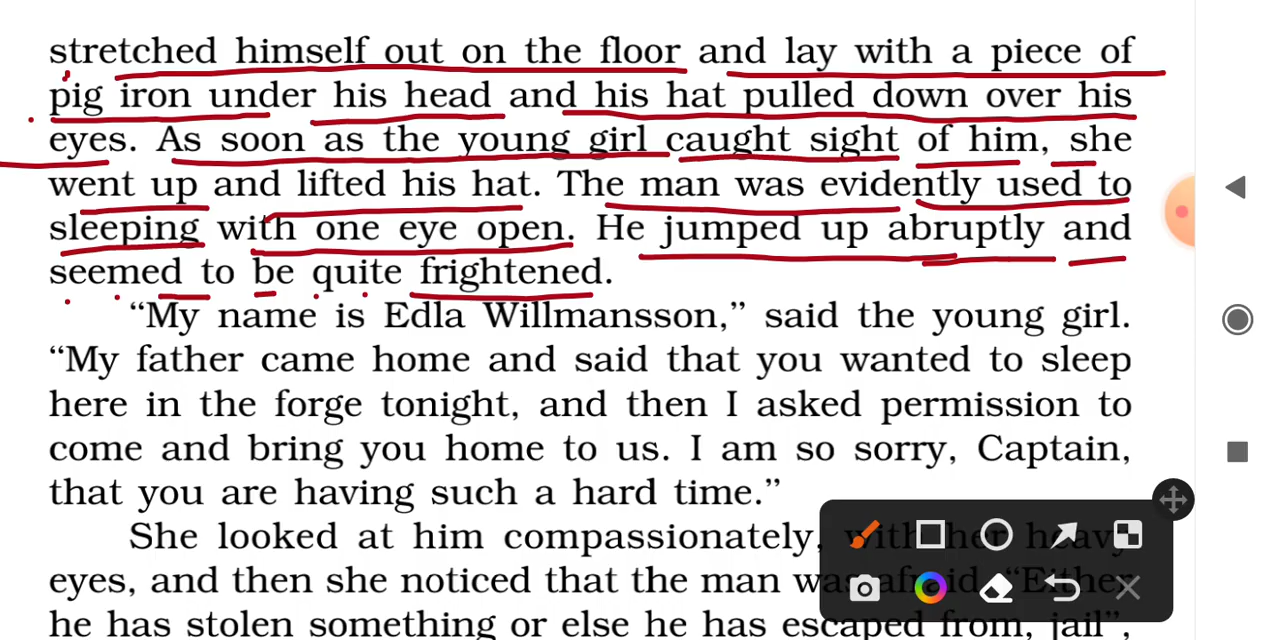 stretched himself out on the floor and lay with a piece of
pig iron under his head and his hat pulled down over his
eyes. As soon as the young girl caught sight of him, she
went up and lifted his hat. The man was evidently used to
sleeping with one eye open. He jumped up abruptly and
seemed to be quite frightened.
“My name is Edla Willmansson,” said the young girl.
“My father came home and said that you wanted to sleep
here in the forge tonight, and then I asked permission to
come and bring you home to us. I am so sorry, Captain,
that you are having such a hard time.”
She looked at him compassionately, with her heavy
eyes, and then she noticed that the man was afraid. “Either
he has stolen something or else he has escaped from, jail”,